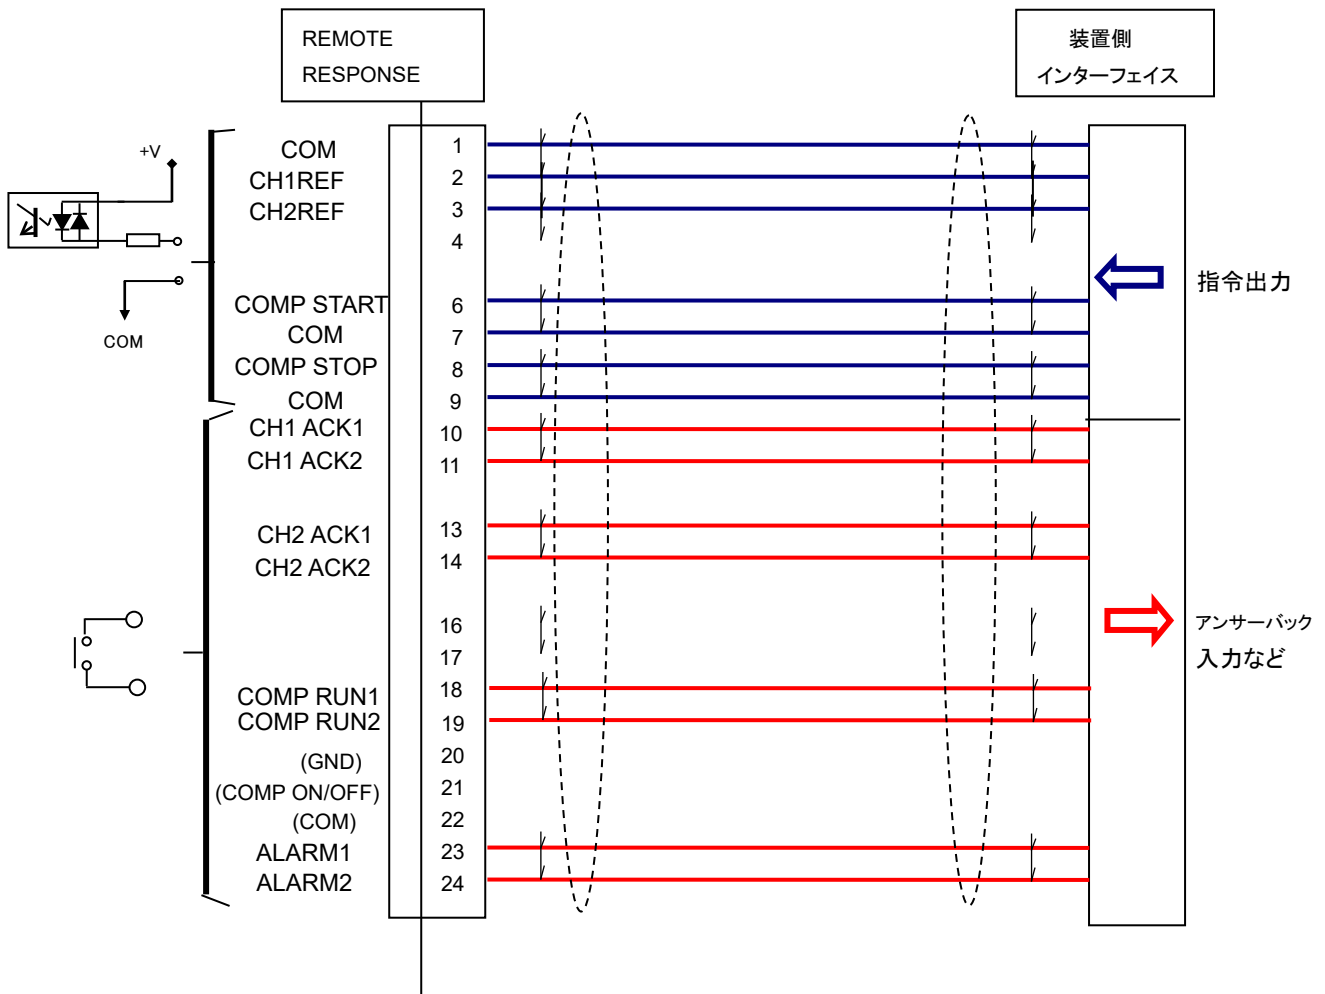 REMOTE
RESPONSE
装置側
インターフェイス
+V
COM
COM 1
CH1REF 2
CH2REF 3
4
COMP START 6
COM 7
COMP STOP 8
COM 9
CH1 ACK1 10
CH1 ACK2 11
CH2 ACK1 13
CH2 ACK2 14
16
17
COMP RUN1 18
COMP RUN2 19
(GND) 20
(COMP ON/OFF) 21
(COM) 22
ALARM1 23
ALARM2 24
指令出力
アンサーバック
入力など